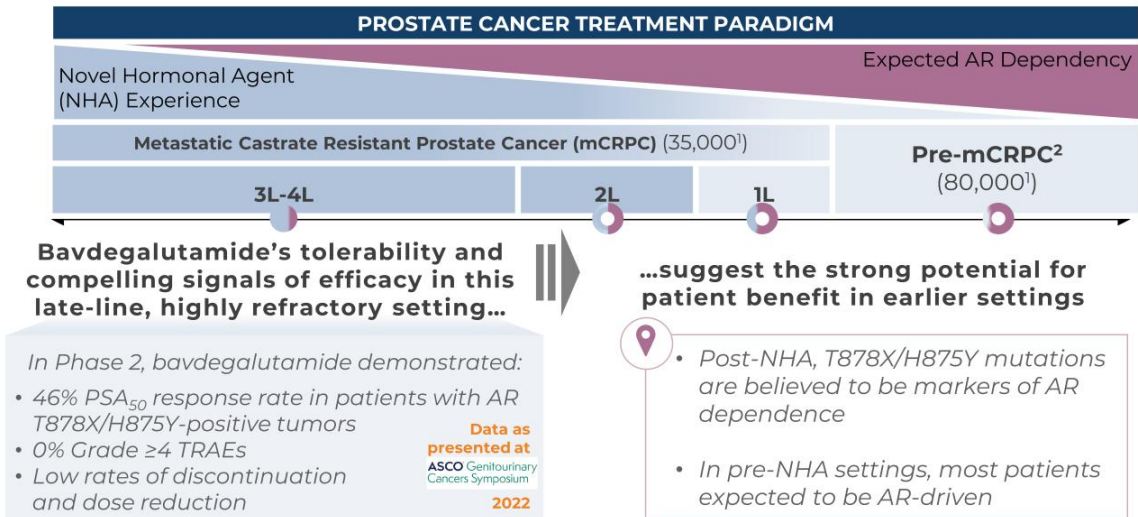 PROSTATE CANCER TREATMENT PARADIGM
Expected AR Dependency
Novel Hormonal Agent
(NHA) Experience
Metastatic Castrate Resistant Prostate Cancer (mCRPC) (35,000¹)
Pre-mCRPC²
(80,000¹)
3L-4L
2L
1L
Bavdegalutamide’s tolerability and
compelling signals of efficacy in this
late-line, highly refractory setting…
…suggest the strong potential for
patient benefit in earlier settings
In Phase 2, bavdegalutamide demonstrated:
• 46% PSA₅₀ response rate in patients with AR
T878X/H875Y-positive tumors
• 0% Grade ≥4 TRAEs
• Low rates of discontinuation
and dose reduction
Data as
presented at
ASCO Genitourinary
Cancers Symposium
2022
• Post-NHA, T878X/H875Y mutations
are believed to be markers of AR
dependence
• In pre-NHA settings, most patients
expected to be AR-driven